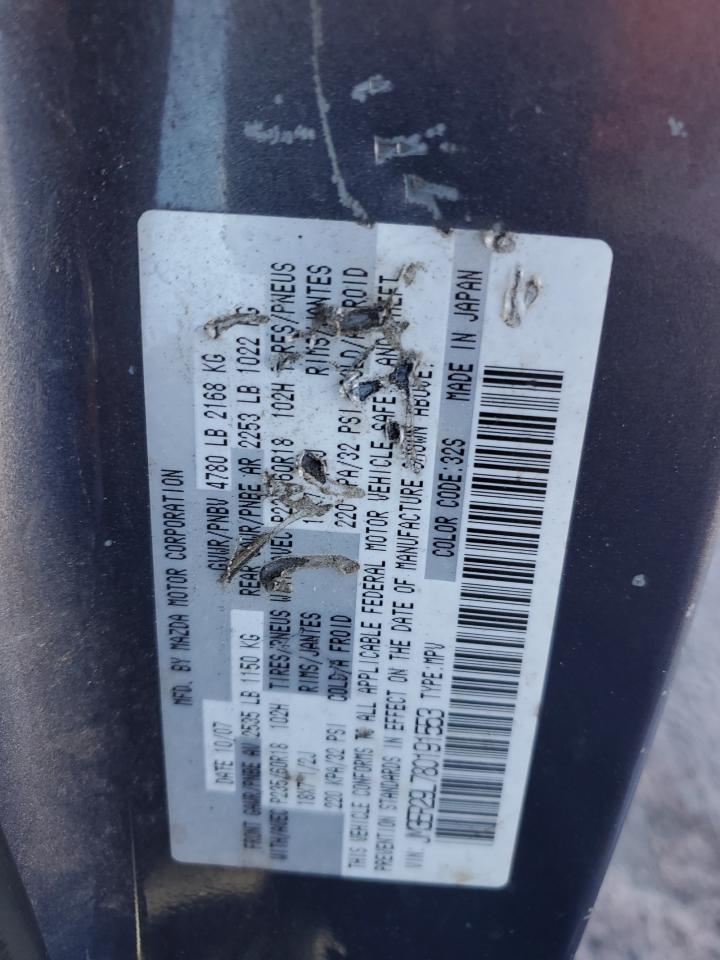 MFD. BY MAZDA MOTOR CORPORATION
DATE 10/07 GVWR/PNBV 4780 LB 2168 KG
FRONT GAWR/PNBE AV 2535 LB 1150 KG REAR GAWR/PNBE AR 2253 LB 1022 KG
WITH/AVEC P235/60R18 102H TIRES/PNEUS WITH/AVEC 102H TIRES/PNEUS
RIMS/JANTES RIMS/JANTES
220 KPA/32 PSI COLD/A FROID 220 KPA/32 PSI COLD/A FROID
THIS VEHICLE CONFORMS TO ALL APPLICABLE FEDERAL MOTOR VEHICLE SAFETY AND THEFT
PREVENTION STANDARDS IN EFFECT ON THE DATE OF MANUFACTURE SHOWN ABOVE.
COLOR CODE:32S MADE IN JAPAN
VIN: TYPE:MPV